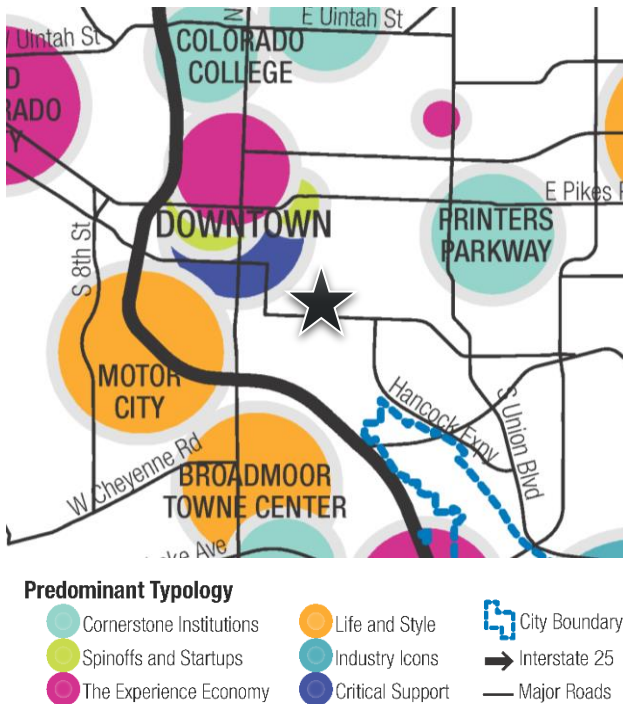 E Uintah St
Uintah St
N
COLORADO
COLLEGE
D
RADO
Y
E Pikes P
S 8th St
DOWNTOWN
PRINTERS
PARKWAY
MOTOR
CITY
Hancock Expy
S Union Blvd
W Cheyenne Rd
BROADMOOR
TOWNE CENTER
ke Ave
Predominant Typology
Cornerstone Institutions
Life and Style
City Boundary
Spinoffs and Startups
Industry Icons
Interstate 25
The Experience Economy
Critical Support
Major Roads